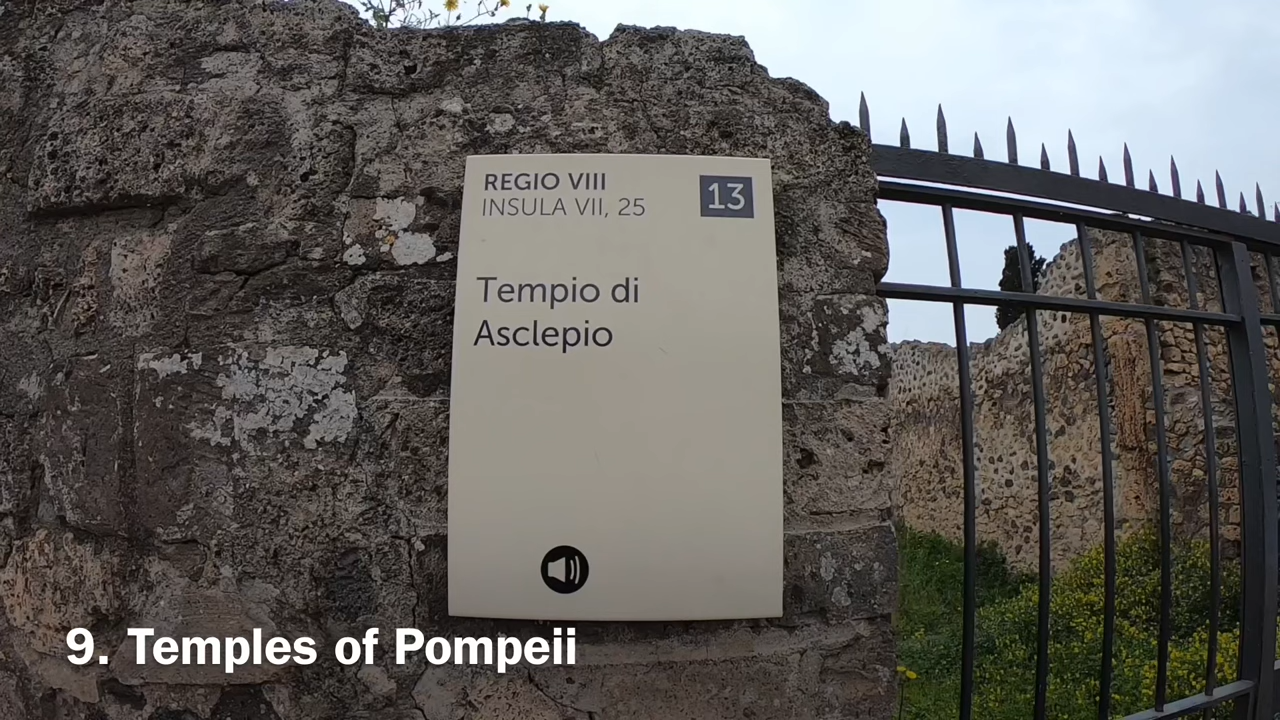 REGIO VIII
INSULA VII, 25
13
Tempio di
Asclepio
9. Temples of Pompeii